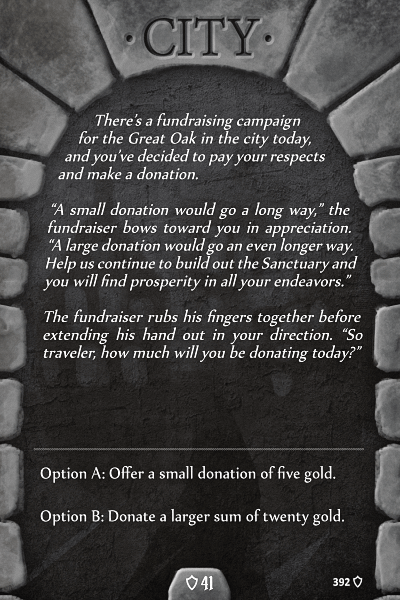 · CITY ·
There's a fundraising campaign
for the Great Oak in the city today,
and you've decided to pay your respects
and make a donation.
“A small donation would go a long way,” the
fundraiser bows toward you in appreciation.
“A large donation would go an even longer way.
Help us continue to build out the Sanctuary and
you will find prosperity in all your endeavors.”
The fundraiser rubs his fingers together before
extending his hand out in your direction. “So
traveler, how much will you be donating today?”
Option A: Offer a small donation of five gold.
Option B: Donate a larger sum of twenty gold.
41
392